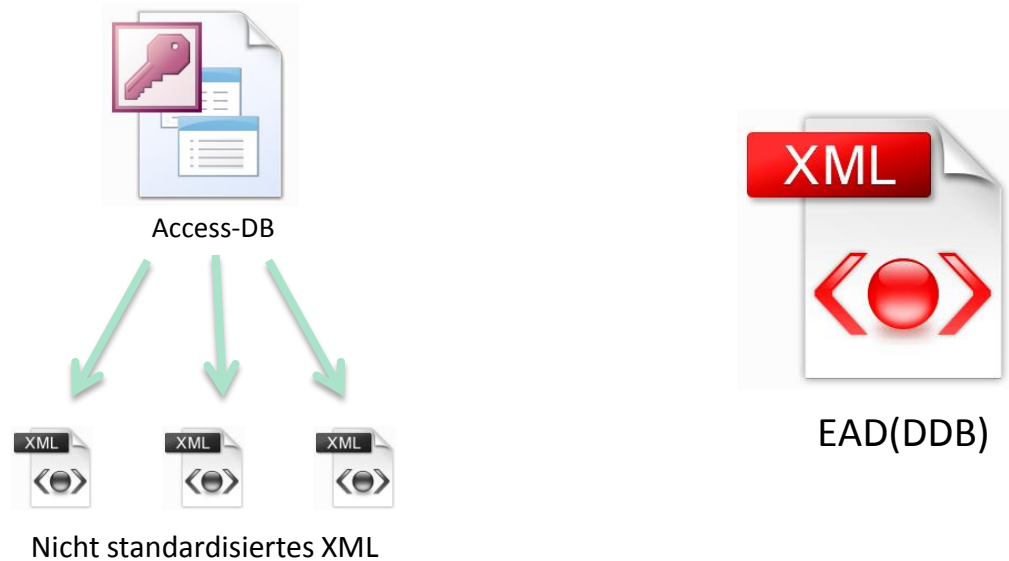 Access-DB
XML
XML
XML
Nicht standardisiertes XML
XML
EAD(DDB)